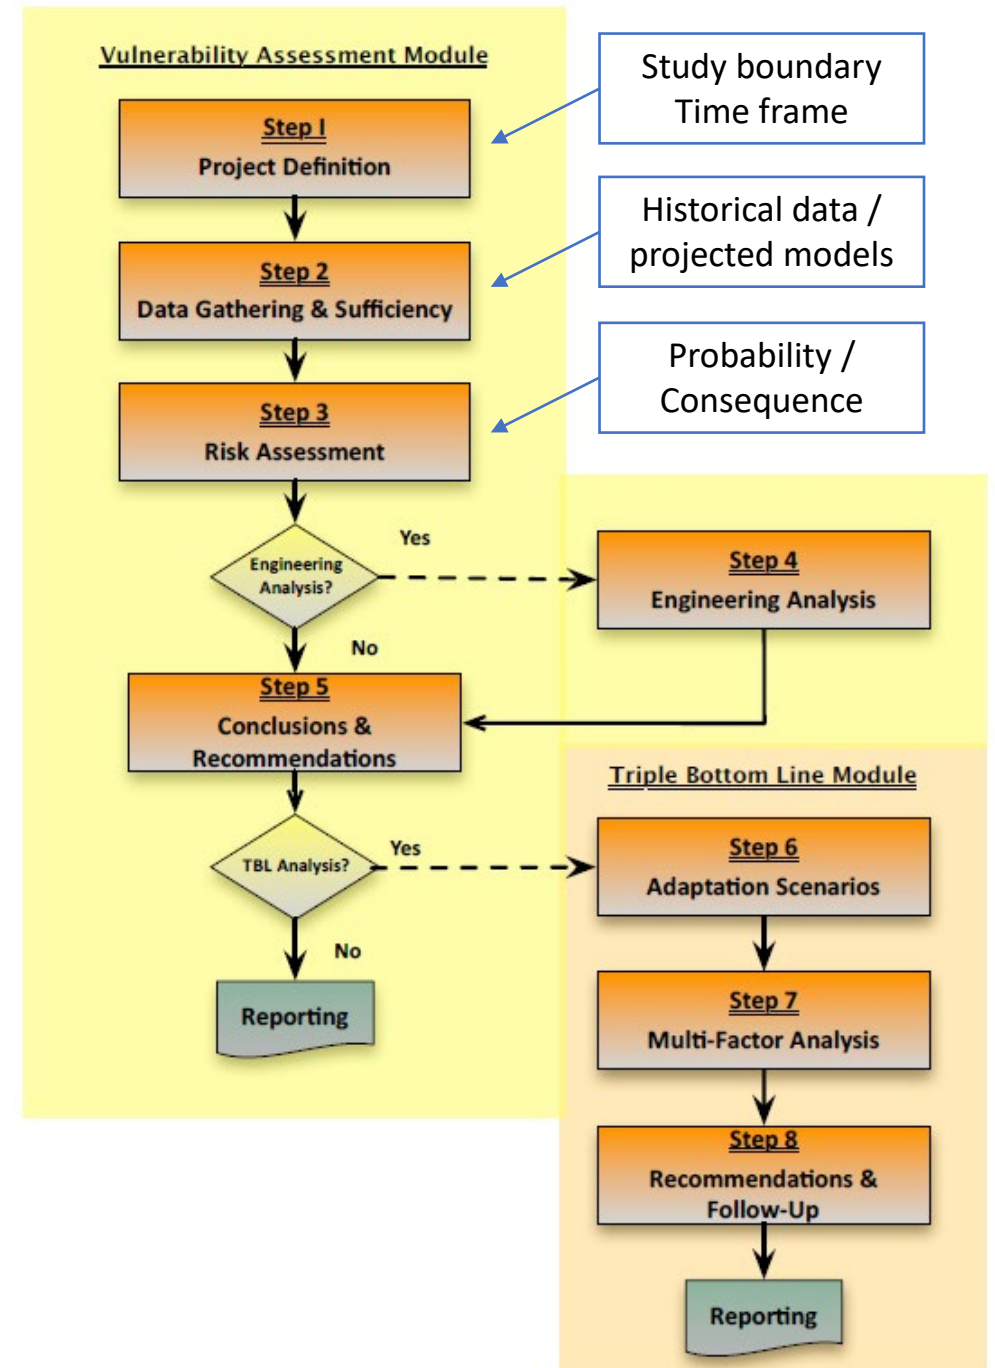 Vulnerability Assessment Module
Study boundary
Time frame
Step I
Project Definition
Historical data /
projected models
Step 2
Data Gathering & Sufficiency
Probability /
Consequence
Step 3
Risk Assessment
Engineering
Analysis?
Yes
No
Step 4
Engineering Analysis
Step 5
Conclusions &
Recommendations
TBL Analysis?
Yes
No
Reporting
Triple Bottom Line Module
Step 6
Adaptation Scenarios
Step 7
Multi-Factor Analysis
Step 8
Recommendations &
Follow-Up
Reporting